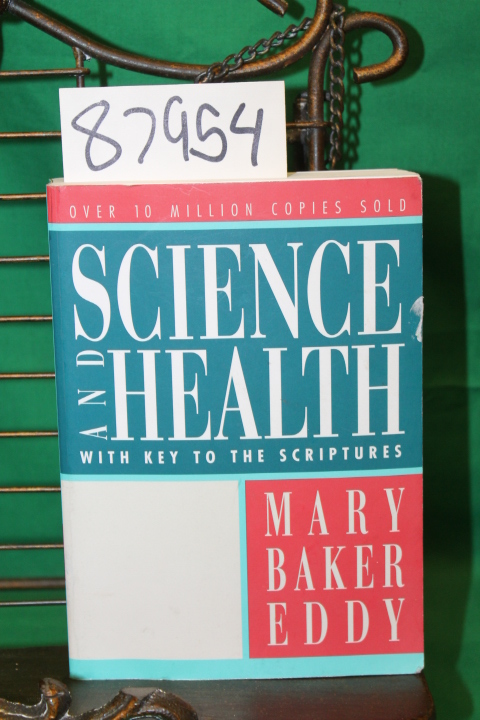 87954
OVER 10 MILLION COPIES SOLD
SCIENCE
AND HEALTH
WITH KEY TO THE SCRIPTURES
MARY
BAKER
EDDY